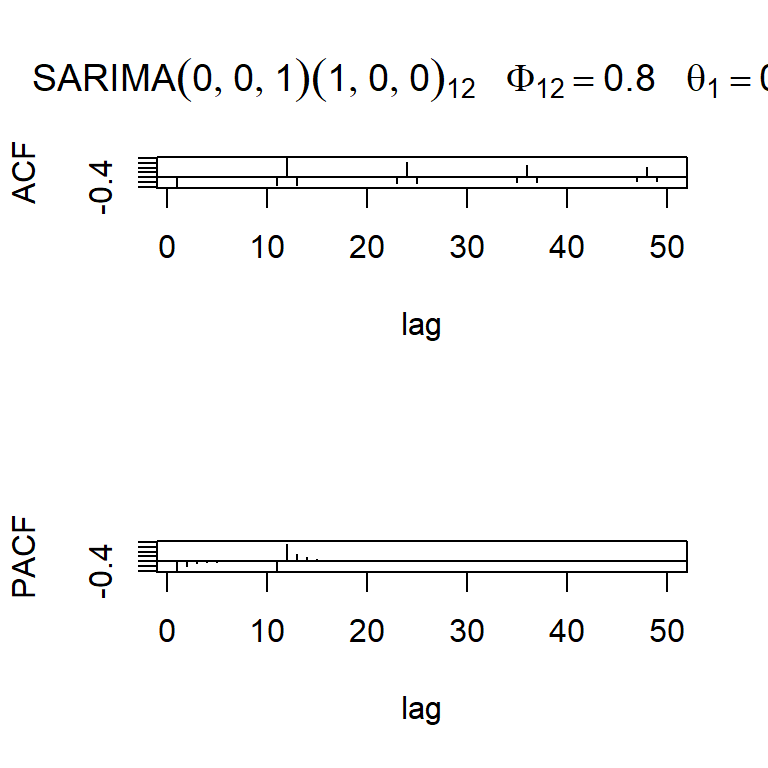 SARIMA(0, 0, 1)(1, 0, 0)₁₂ Φ₁₂ = 0.8 θ₁ =
ACF
-0.4
0 10 20 30 40 50
lag
PACF
-0.4
0 10 20 30 40 50
lag